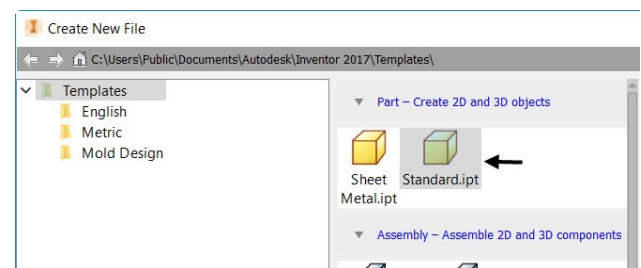 Create New File
C:\Users\Public\Documents\Autodesk\Inventor 2017\Templates\
Templates
English
Metric
Mold Design
Part – Create 2D and 3D objects
Sheet Metal.ipt
Standard.ipt
Assembly – Assemble 2D and 3D components